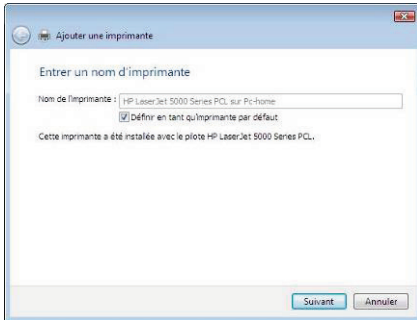 Ajouter une imprimante
Entrer un nom d'imprimante
Nom de l'imprimante : HP LaserJet 5000 Series PCL sur Pc-home
Définir en tant qu'imprimante par défaut
Cette imprimante a été installée avec le pilote HP LaserJet 5000 Series PCL.
Suivant Annuler